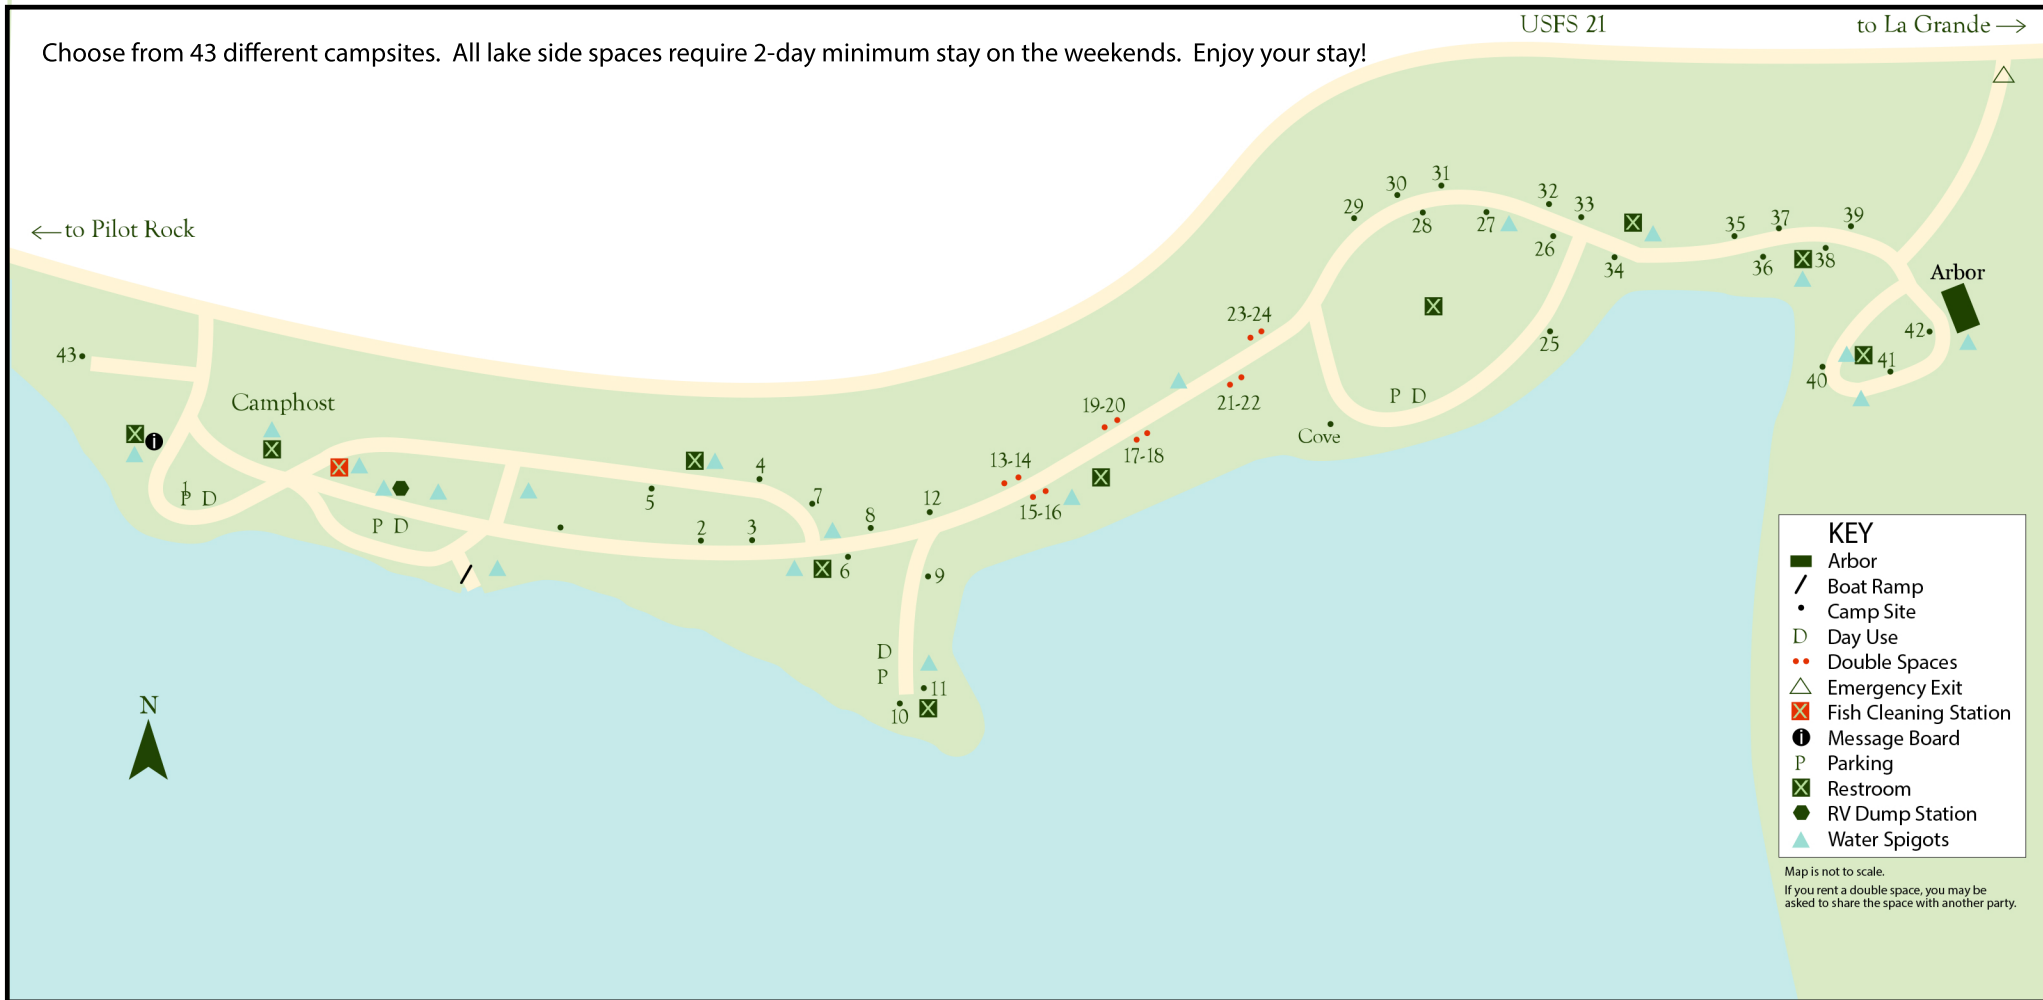 USFS 21
to La Grande
Choose from 43 different campsites.  All lake side spaces require 2-day minimum stay on the weekends.  Enjoy your stay!
to Pilot Rock
31
30
32
29
33
28
27
26
39
37
35
34
36
38
Arbor
23-24
42
25
41
40
43
Camphost
P D
19-20
21-22
Cove
17-18
13-14
4
5
7
12
15-16
1
P D
P D
2
3
8
6
9
D
P
11
10
N
KEY
Arbor
Boat Ramp
Camp Site
D Day Use
Double Spaces
Emergency Exit
Fish Cleaning Station
i Message Board
P Parking
Restroom
RV Dump Station
Water Spigots
Map is not to scale.
If you rent a double space, you may be
asked to share the space with another party.